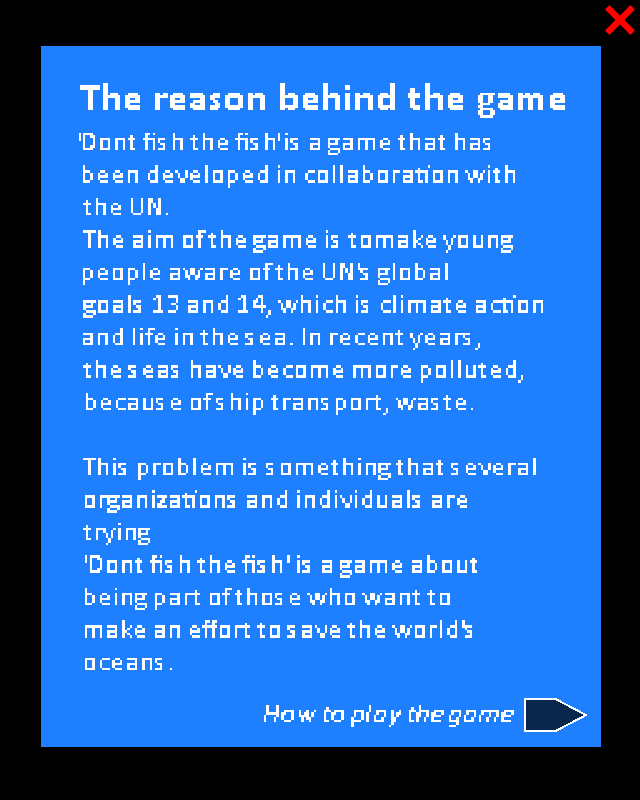 The reason behind the game
'Dont fish the fish' is a game that has
been developed in collaboration with
the UN.
The aim of the game is to make young
people aware of the UN's global
goals 13 and 14, which is climate action
and life in the sea. In recent years,
the seas have become more polluted,
because of ship transport, waste.
This problem is something that several
organizations and individuals are
trying
'Dont fish the fish' is a game about
being part of those who want to
make an effort to save the world's
oceans.
How to play the game